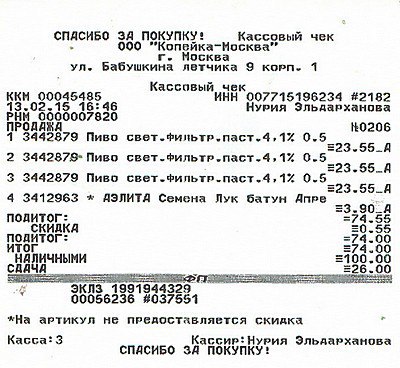 СПАСИБО ЗА ПОКУПКУ! Кассовый чек
ООО "Копейка-Москва"
г. Москва
ул. Бабушкина летчика 9 корп. 1
Кассовый чек
ККМ 00045485 ИНН 007715196234 #2182
13.02.15 16:46 Нурия Эльдарханова
РНМ 0000007820
ПРОДАЖА №0206
1 3442879 Пиво свет.фильтр.паст.4,1% 0.5
≡23.55_А
2 3442879 Пиво свет.фильтр.паст.4,1% 0.5
≡23.55_А
3 3442879 Пиво свет.фильтр.паст.4,1% 0.5
≡23.55_А
4 3412963 * АЭЛИТА Семена Лук батун Апре
≡3.90_А
ПОДИТОГ: ≡74.55
СКИДКА ≡0.55
ПОДИТОГ: ≡74.00
ИТОГ ≡74.00
НАЛИЧНЫМИ ≡100.00
СДАЧА ≡26.00
ФП
ЭКЛЗ 1991944329
00056236 #037551
*На артикул не предоставляется скидка
Касса:3 Кассир:Нурия Эльдарханова
СПАСИБО ЗА ПОКУПКУ!